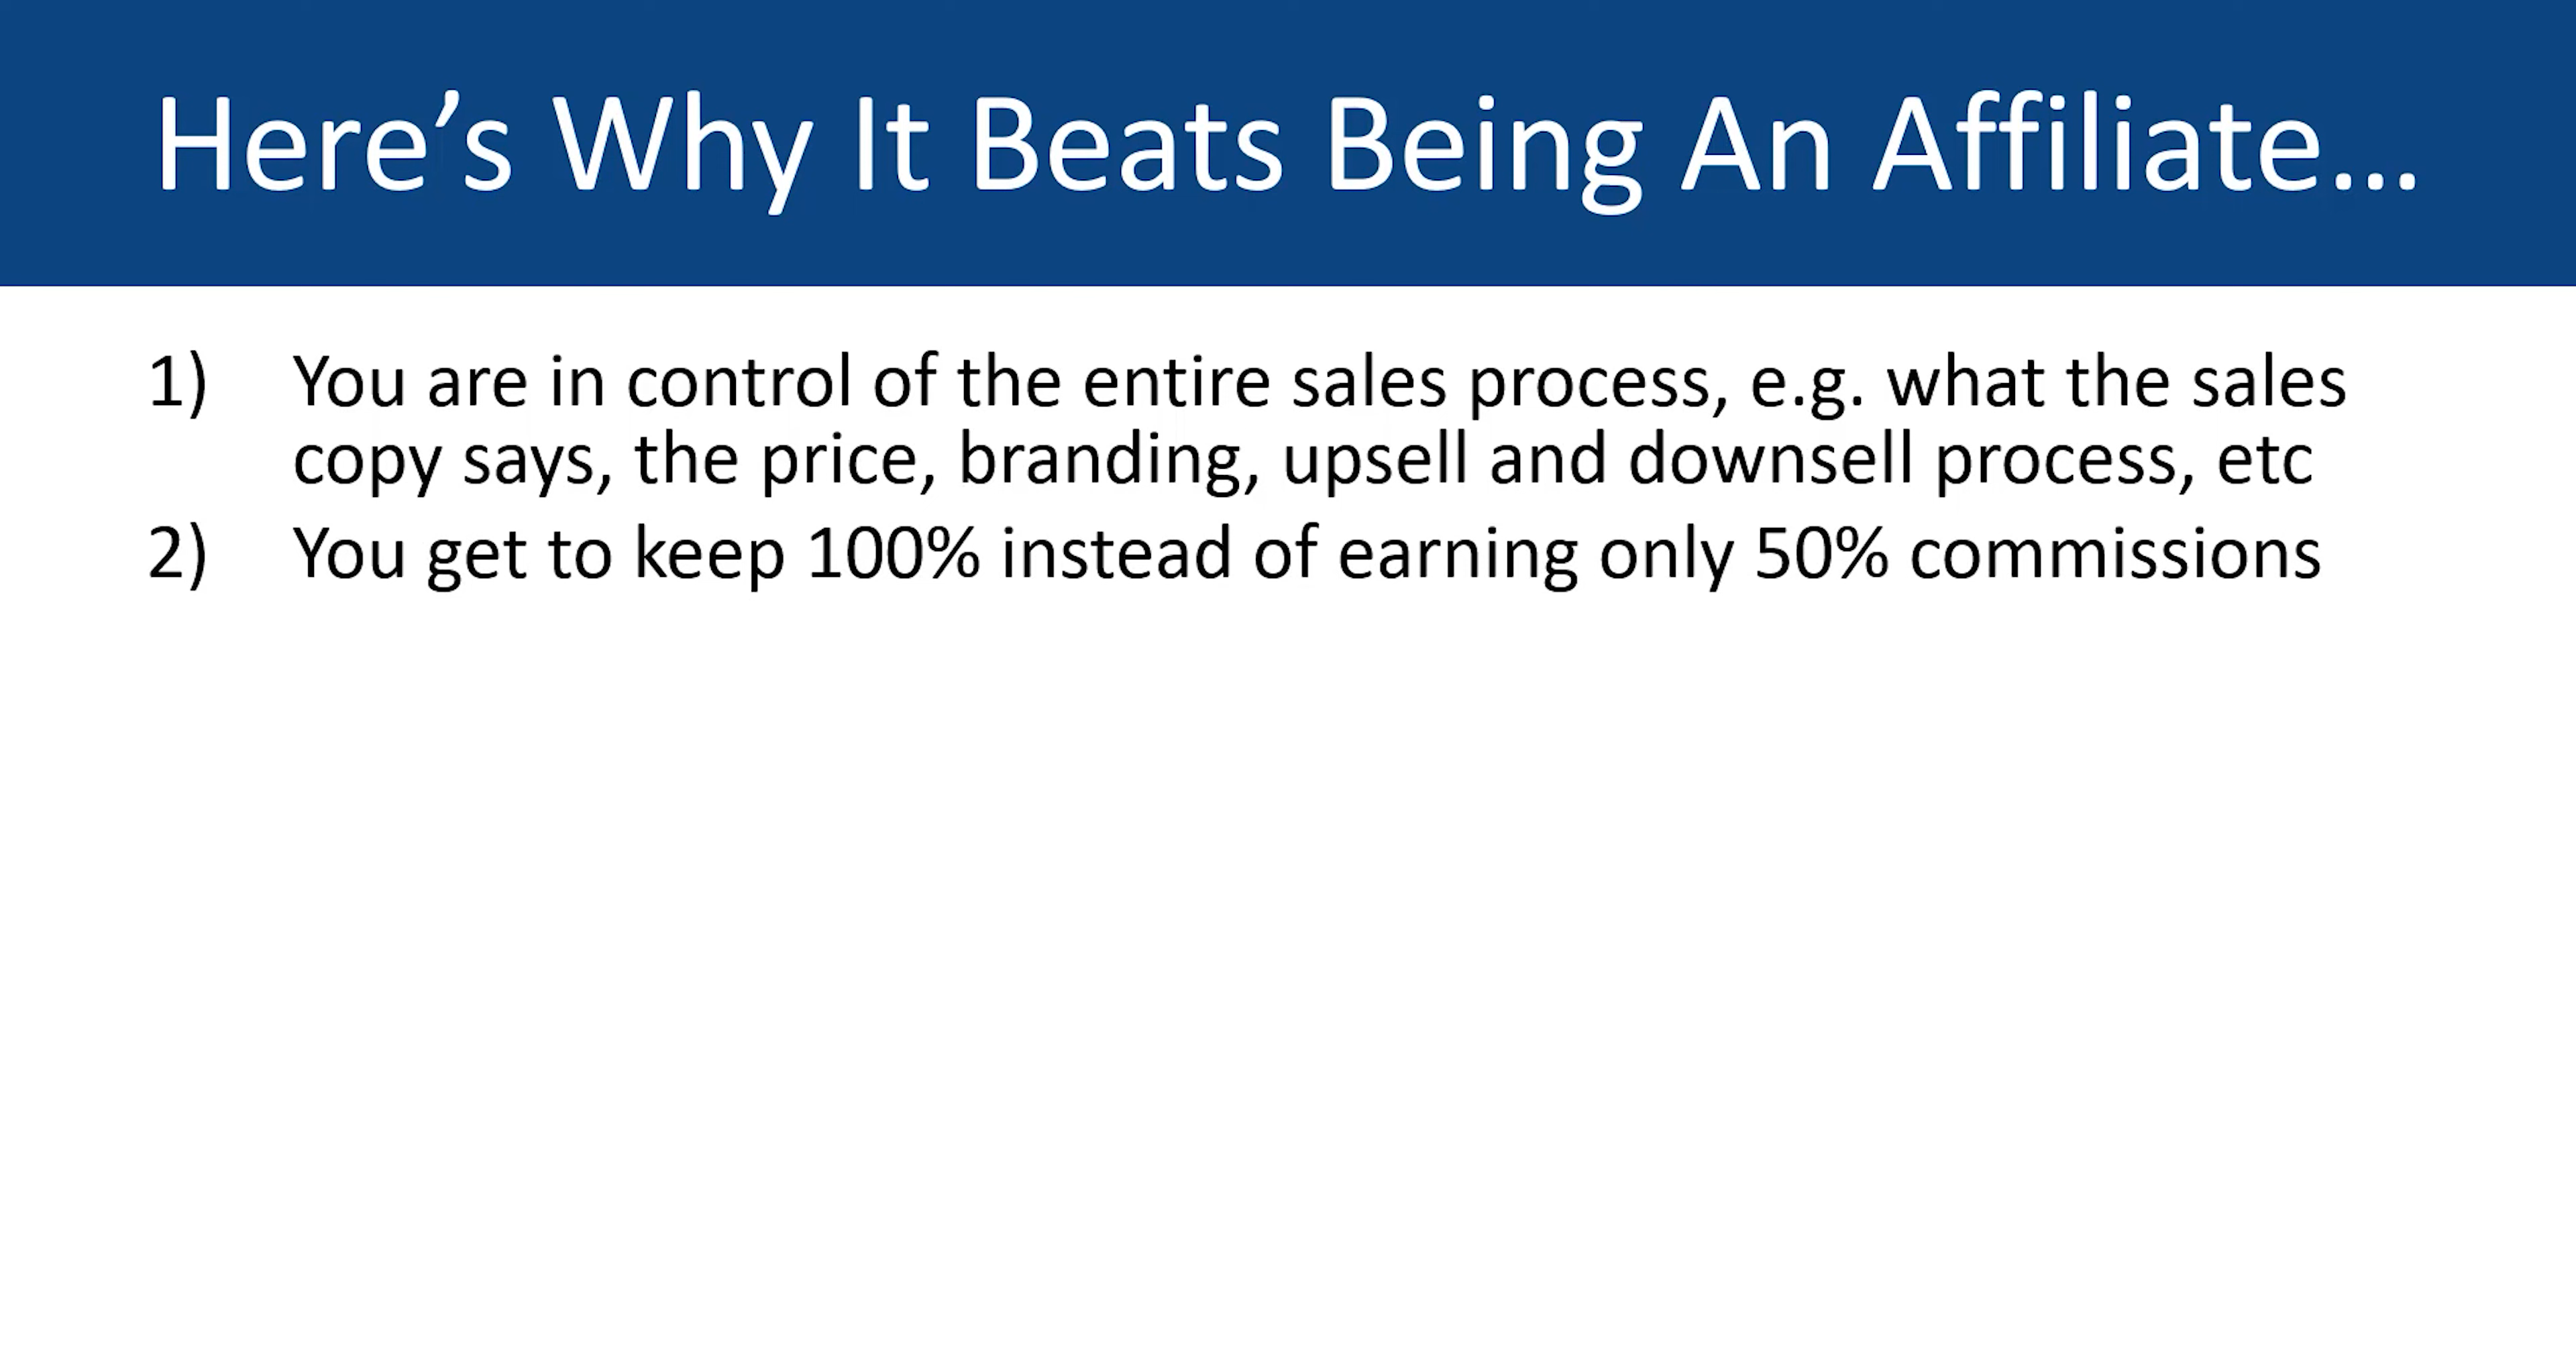 Here’s Why It Beats Being An Affiliate...
1) You are in control of the entire sales process, e.g. what the sales
copy says, the price, branding, upsell and downsell process, etc
2) You get to keep 100% instead of earning only 50% commissions